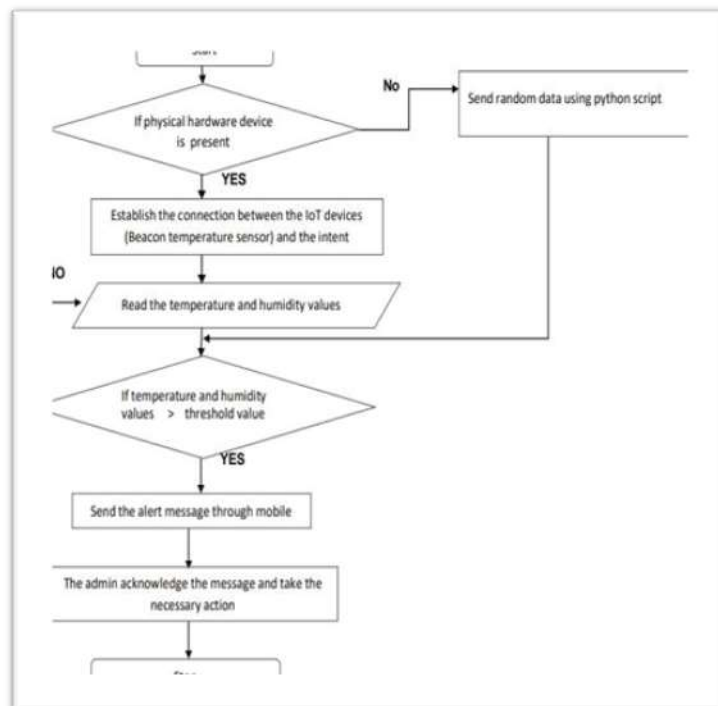 No
Send random data using python script
If physical hardware device
is present
YES
Establish the connection between the IoT devices
(Beacon temperature sensor) and the intent
Read the temperature and humidity values
If temperature and humidity
values > threshold value
YES
Send the alert message through mobile
The admin acknowledge the message and take the
necessary action